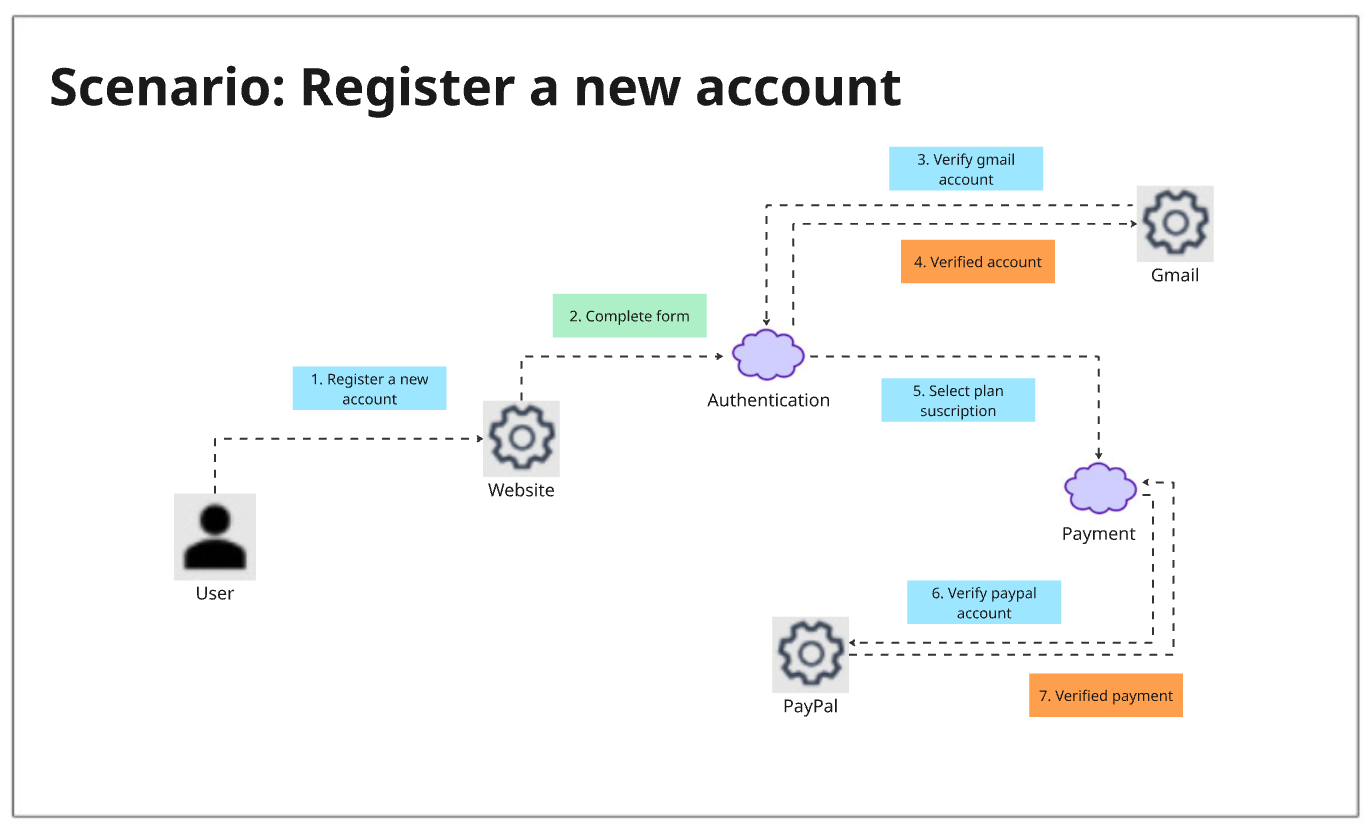 Scenario: Register a new account
3. Verify gmail
account
4. Verified account
Gmail
2. Complete form
1. Register a new
account
Authentication
5. Select plan
suscription
Website
Payment
User
6. Verify paypal
account
7. Verified payment
PayPal